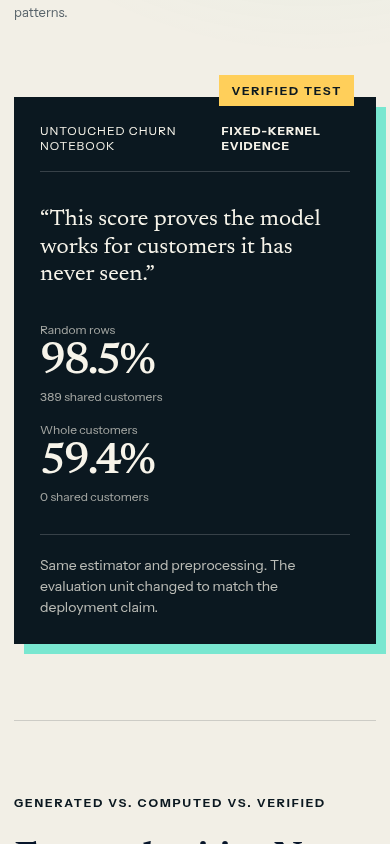 patterns.
VERIFIED TEST
UNTOUCHED CHURN
NOTEBOOK
FIXED-KERNEL
EVIDENCE
“This score proves the model
works for customers it has
never seen.”
Random rows
98.5%
389 shared customers
Whole customers
59.4%
0 shared customers
Same estimator and preprocessing. The
evaluation unit changed to match the
deployment claim.
GENERATED VS. COMPUTED VS. VERIFIED